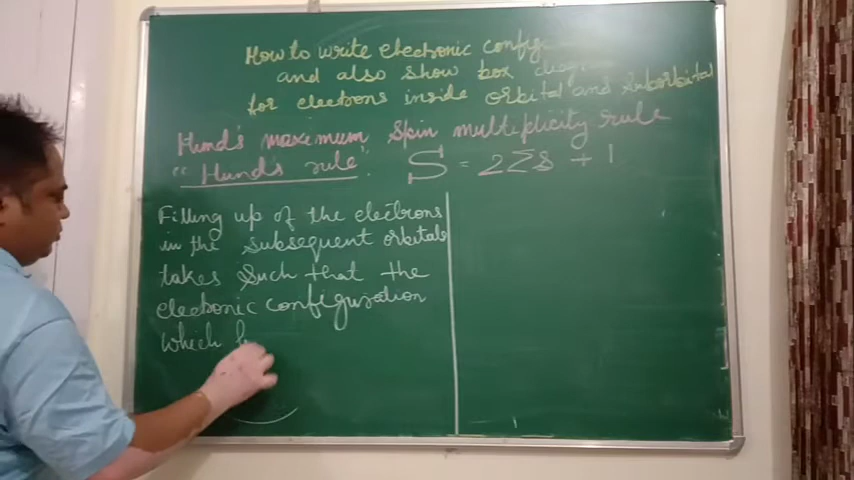 How to write electronic config
and also show box diag
for electrons inside orbital and suborbital
Hund's maximum spin multiplicity rule
"Hund's rule". S = 2Σs + 1
Filling up of the electrons
in the subsequent orbitals
takes such that the
electronic configuration
which